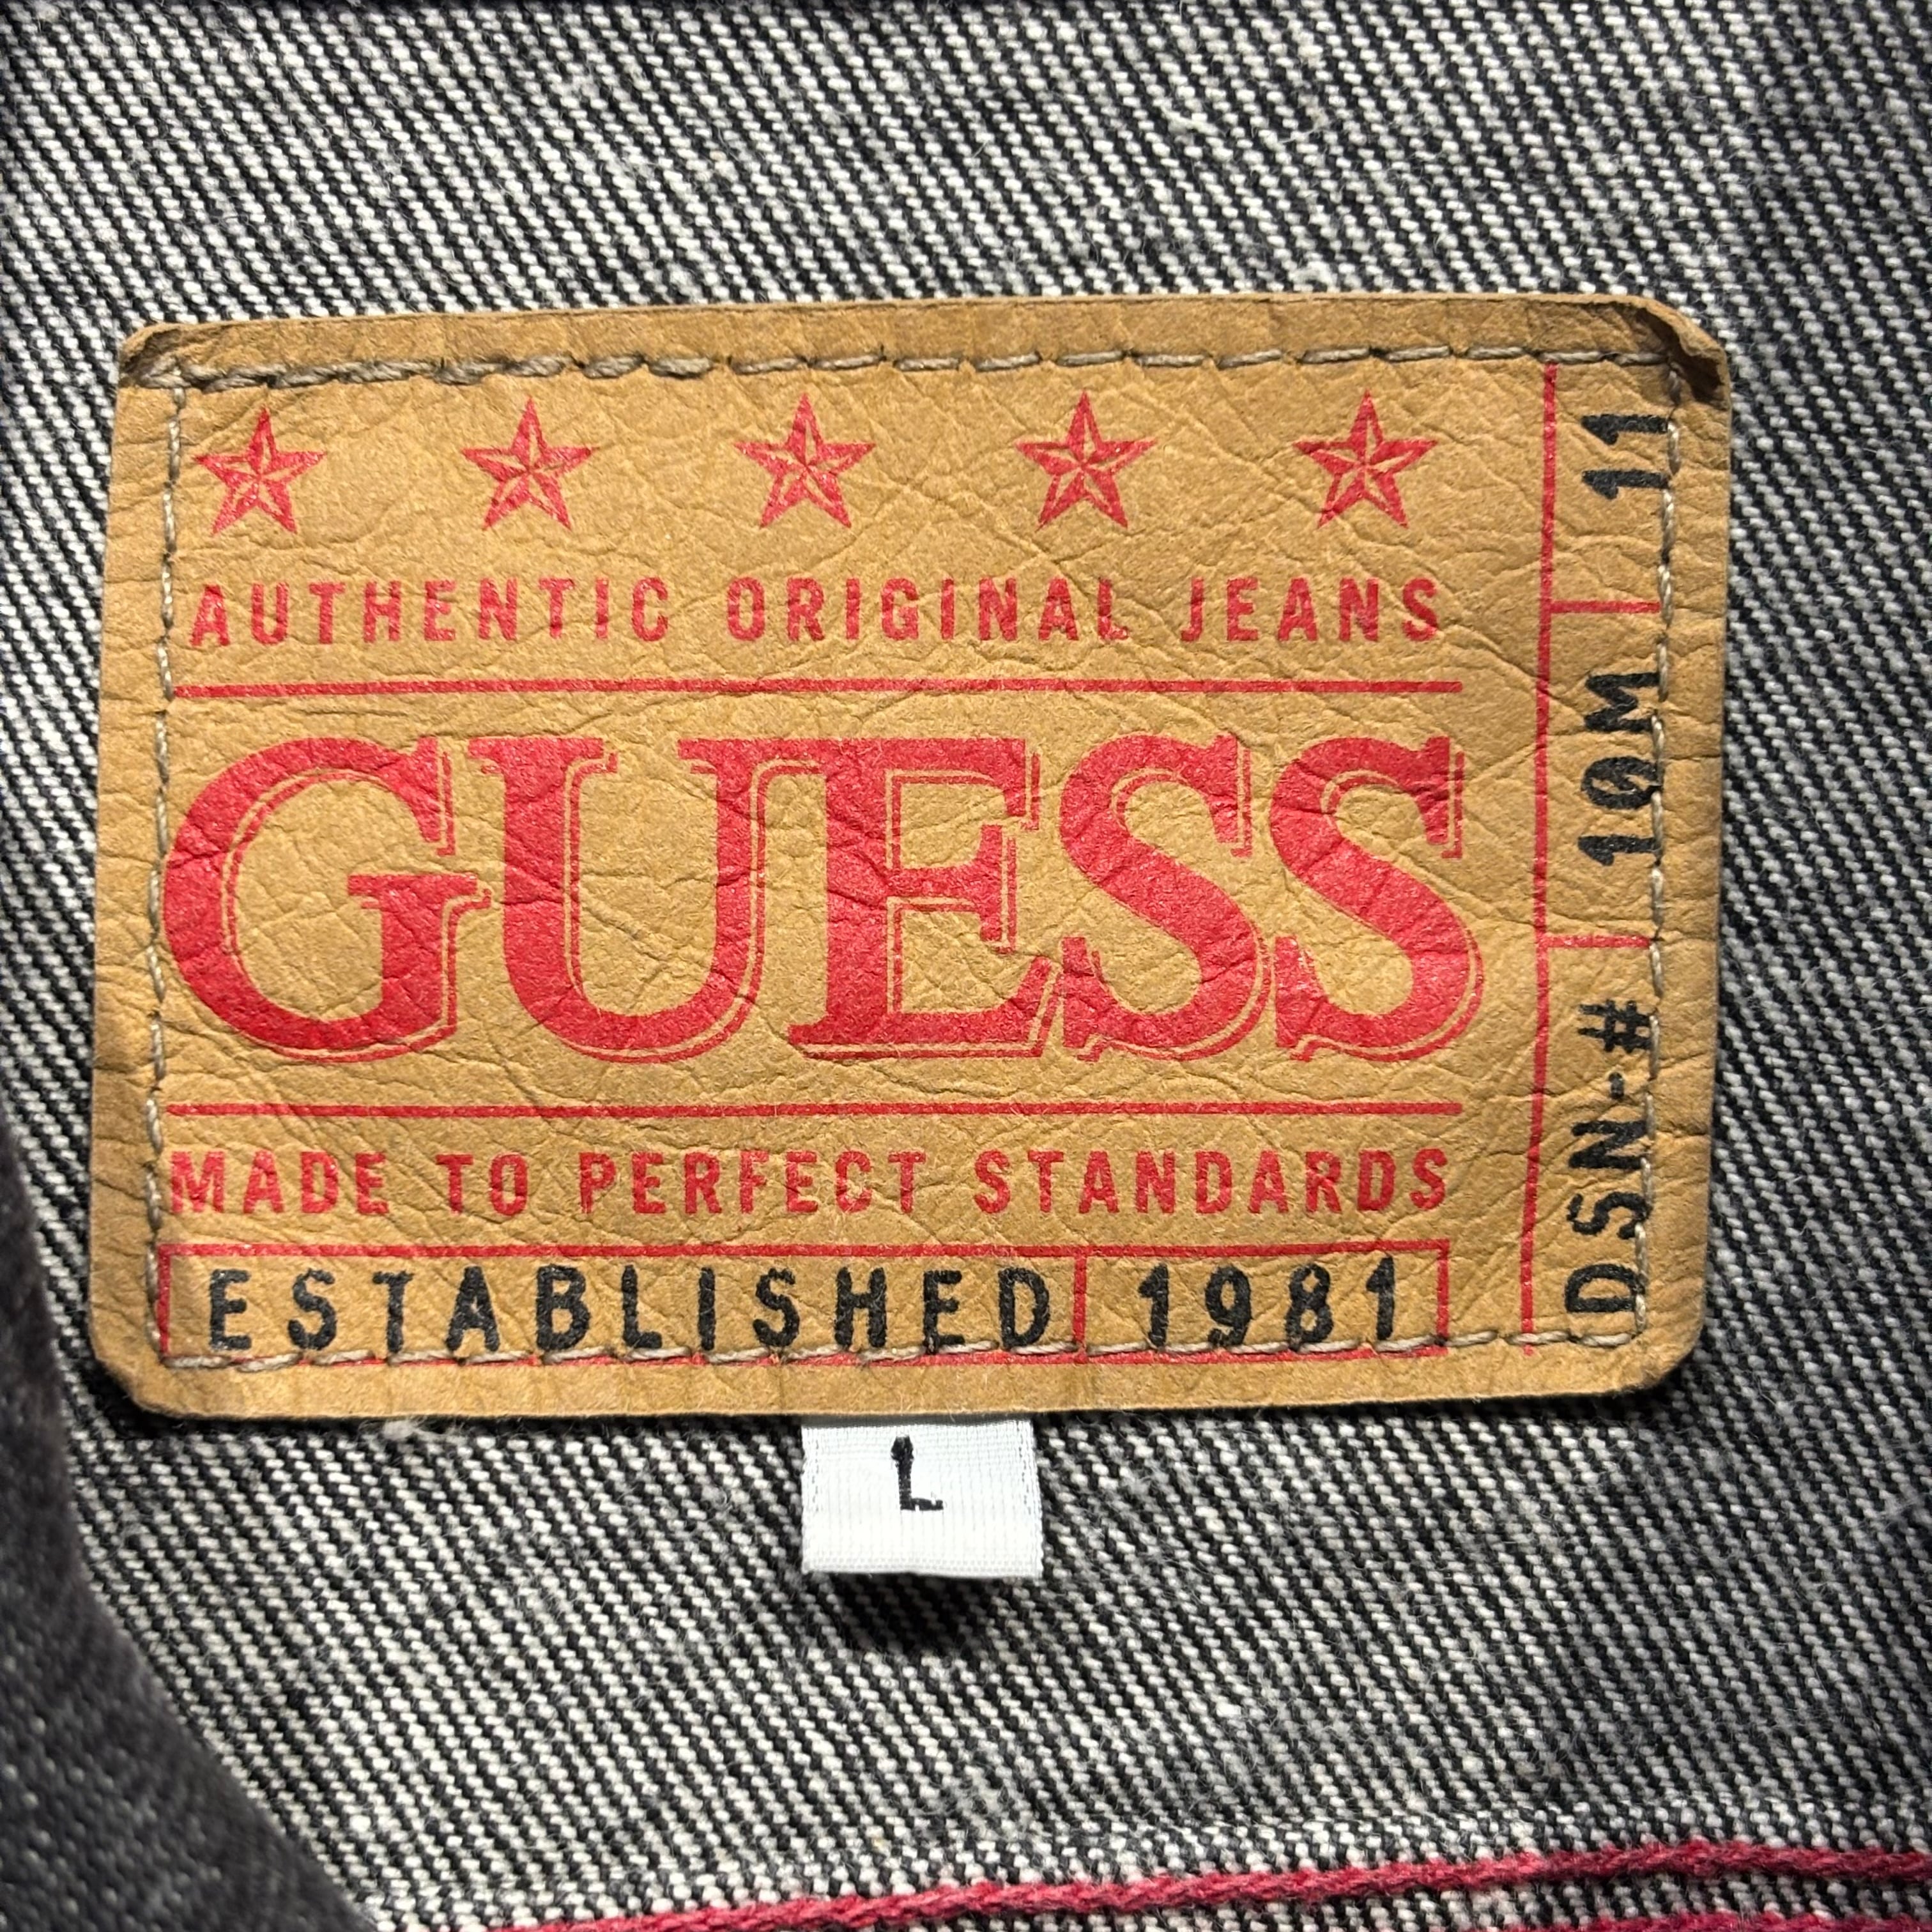 AUTHENTIC ORIGINAL JEANS
GUESS
MADE TO PERFECT STANDARDS
ESTABLISHED 1981
DSN-# 10M 11
L